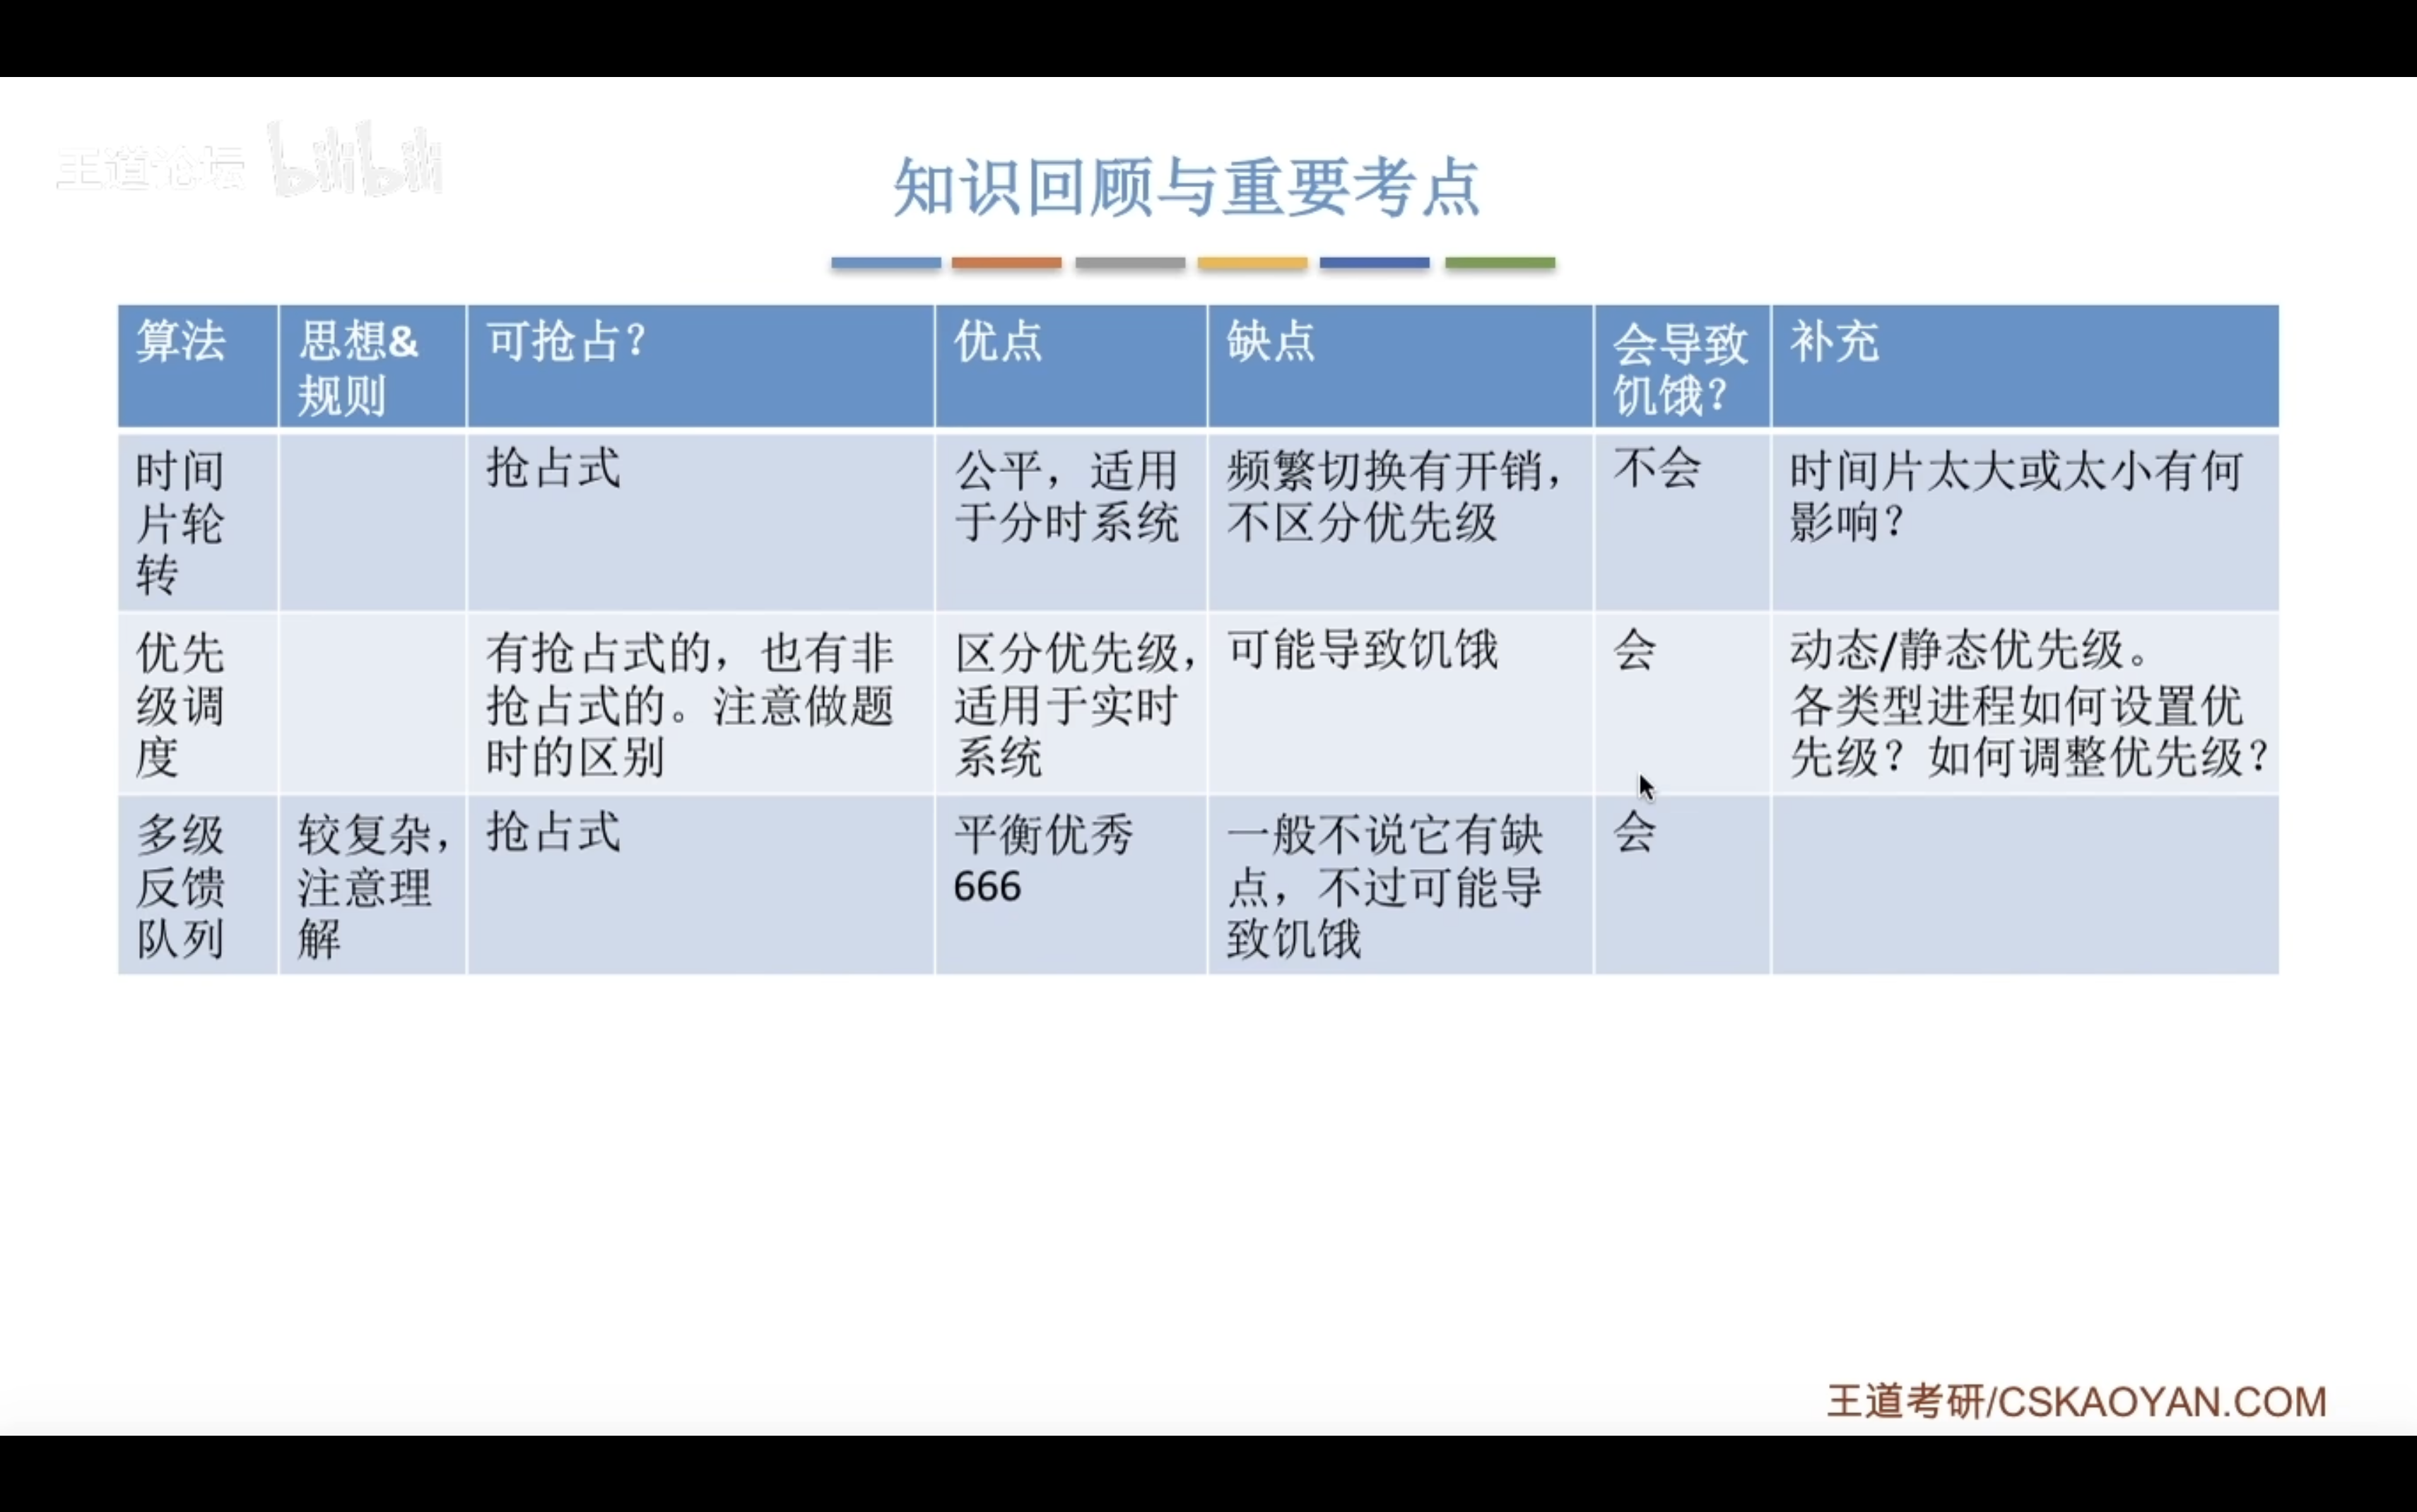 王道论坛 bilibili
知识回顾与重要考点
算法
思想&
规则
可抢占？
优点
缺点
会导致
饥饿？
补充
时间
片轮
转
抢占式
公平，适用
于分时系统
频繁切换有开销，
不区分优先级
不会
时间片太大或太小有何
影响？
优先
级调
度
有抢占式的，也有非
抢占式的。注意做题
时的区别
区分优先级，
适用于实时
系统
可能导致饥饿
会
动态/静态优先级。
各类型进程如何设置优
先级？如何调整优先级？
多级
反馈
队列
较复杂，
注意理
解
抢占式
平衡优秀
666
一般不说它有缺
点，不过可能导
致饥饿
会
王道考研/CSKAOYAN.COM